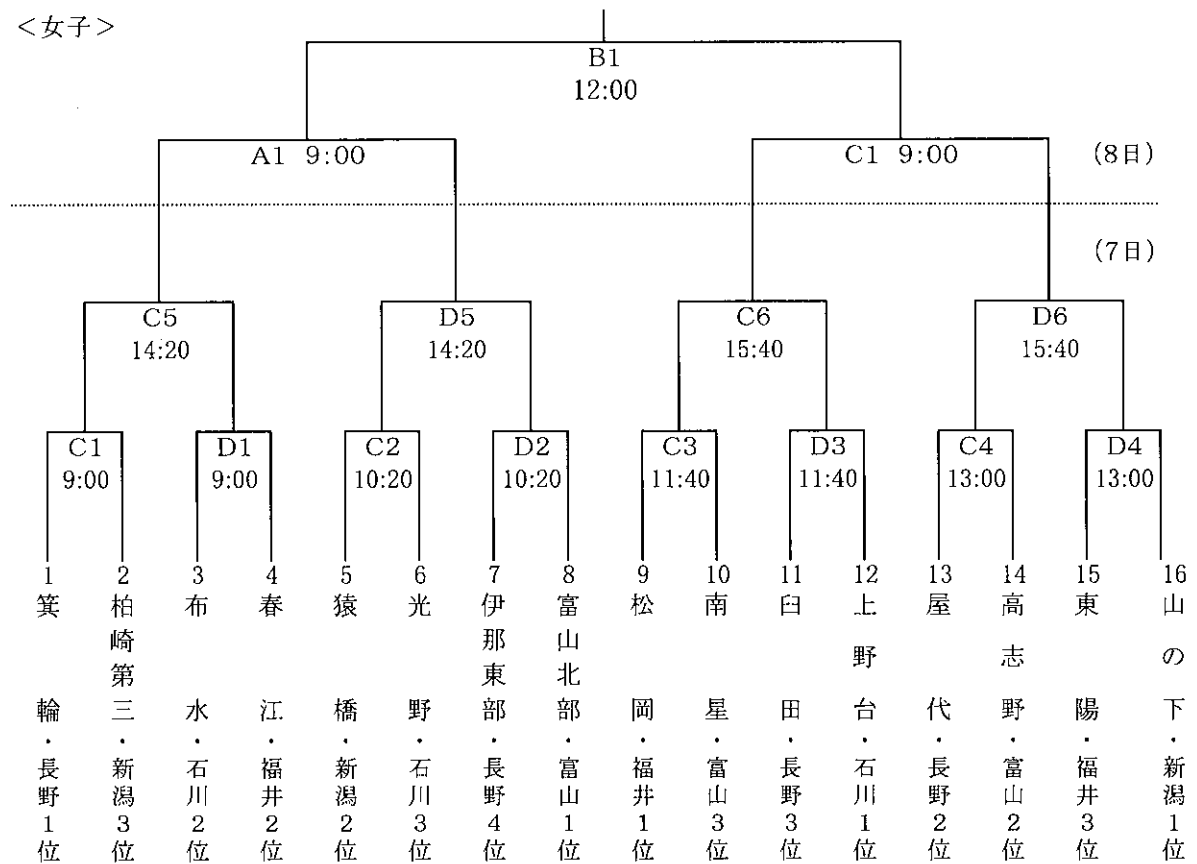 ＜女子＞
B1
12:00
A1 9:00
C1 9:00
(8日)
(7日)
C5
14:20
D5
14:20
C6
15:40
D6
15:40
C1
9:00
D1
9:00
C2
10:20
D2
10:20
C3
11:40
D3
11:40
C4
13:00
D4
13:00
1 箕輪・長野1位
2 柏崎第三・新潟3位
3 布水・石川2位
4 春江・福井2位
5 猿橋・新潟2位
6 光野・石川3位
7 伊那東部・長野4位
8 富山北部・富山1位
9 松岡・福井1位
10 南星・富山3位
11 臼田・長野3位
12 上野台・石川1位
13 屋代・長野2位
14 高志野・富山2位
15 東陽・福井3位
16 山の下・新潟1位